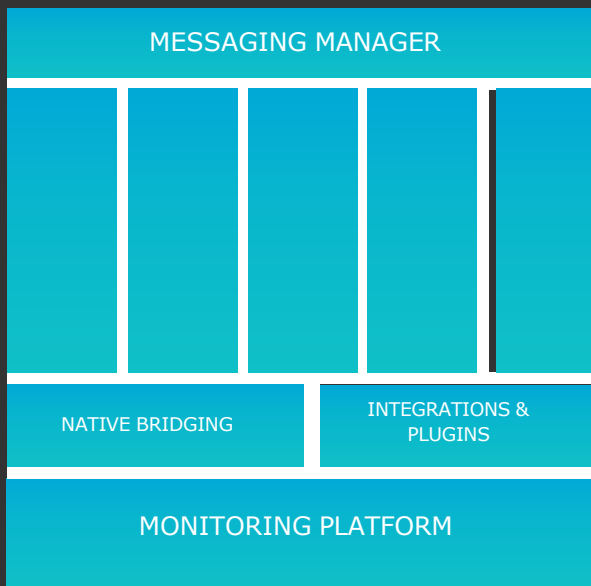 MESSAGING MANAGER
NATIVE BRIDGING
INTEGRATIONS &
PLUGINS
MONITORING PLATFORM